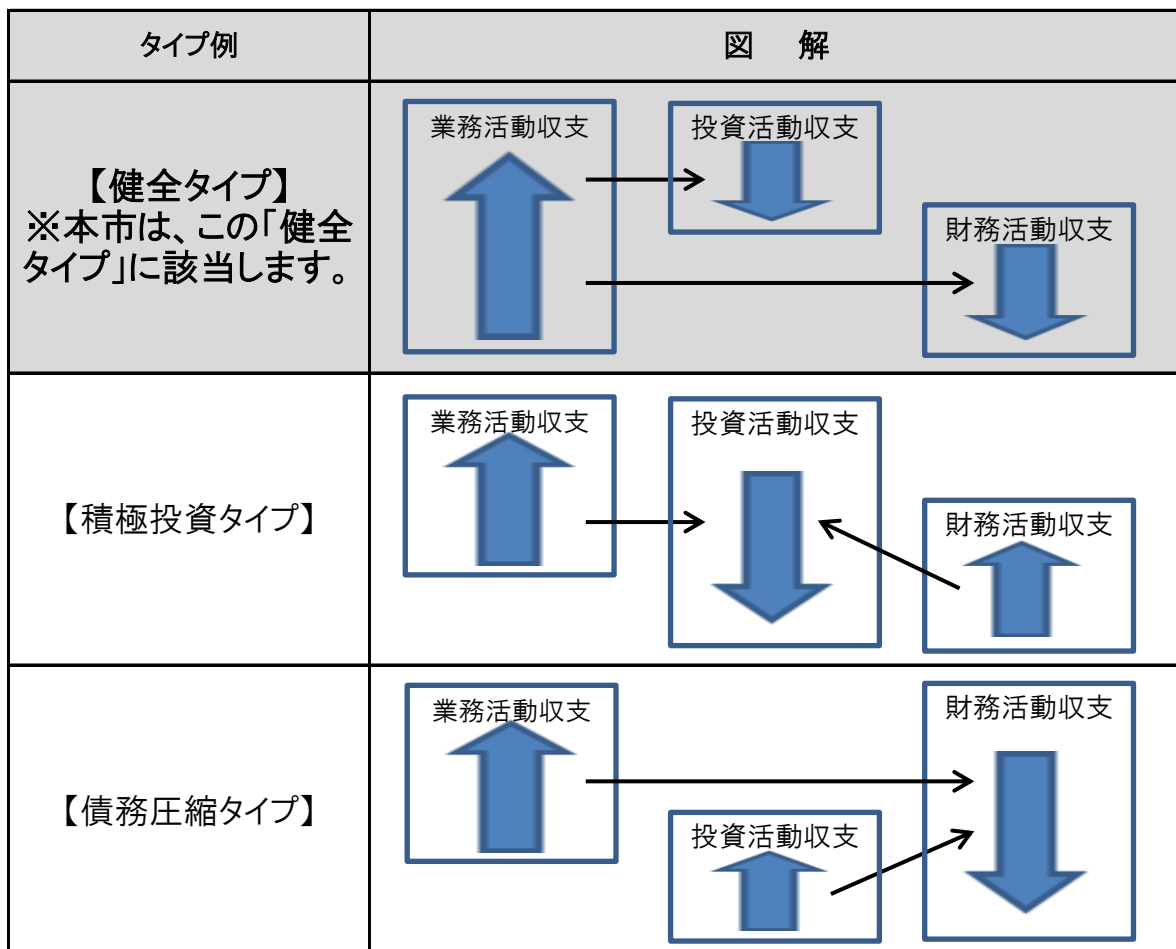 タイプ例
図 解
【健全タイプ】
※本市は、この「健全
タイプ」に該当します。
業務活動収支
投資活動収支
財務活動収支
【積極投資タイプ】
業務活動収支
投資活動収支
財務活動収支
【債務圧縮タイプ】
業務活動収支
投資活動収支
財務活動収支